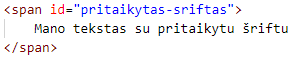 <span id="pritaikytas-sriftas">
    Mano tekstas su pritaikytu šriftu
</span>